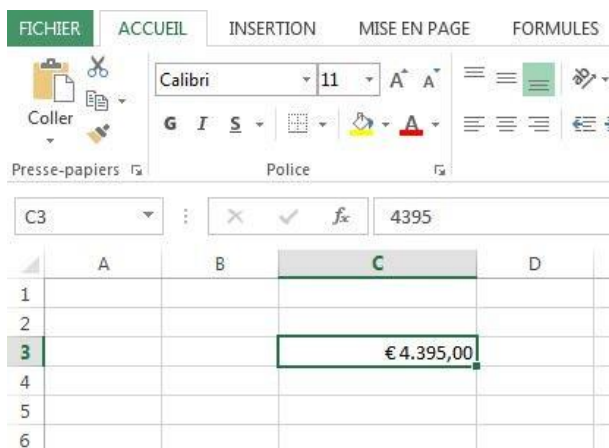 FICHIER ACCUEIL INSERTION MISE EN PAGE FORMULES
Calibri 11 A A
Coller
G I S A
Presse-papiers Police
C3 fx 4395
A B C D
1
2
3 € 4.395,00
4
5
6